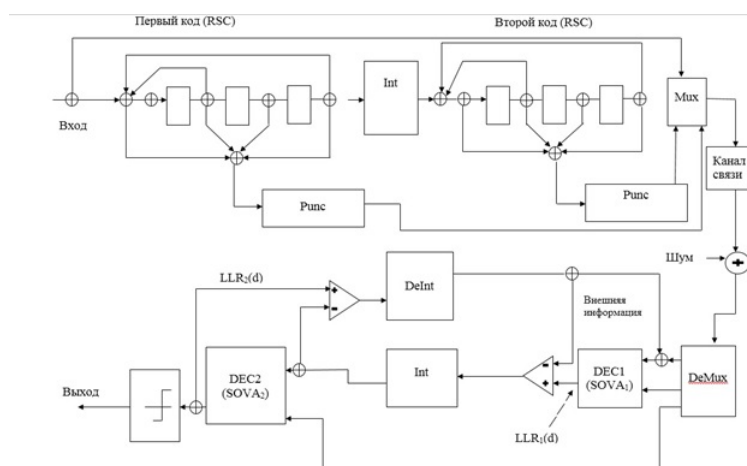 Первый код (RSC)
Второй код (RSC)
Вход
Int
Mux
Punc
Punc
Канал
связи
Шум
LLR₂(d)
DeInt
Внешняя
информация
Выход
DEC2
(SOVA₂)
Int
DEC1
(SOVA₁)
DeMux
LLR₁(d)